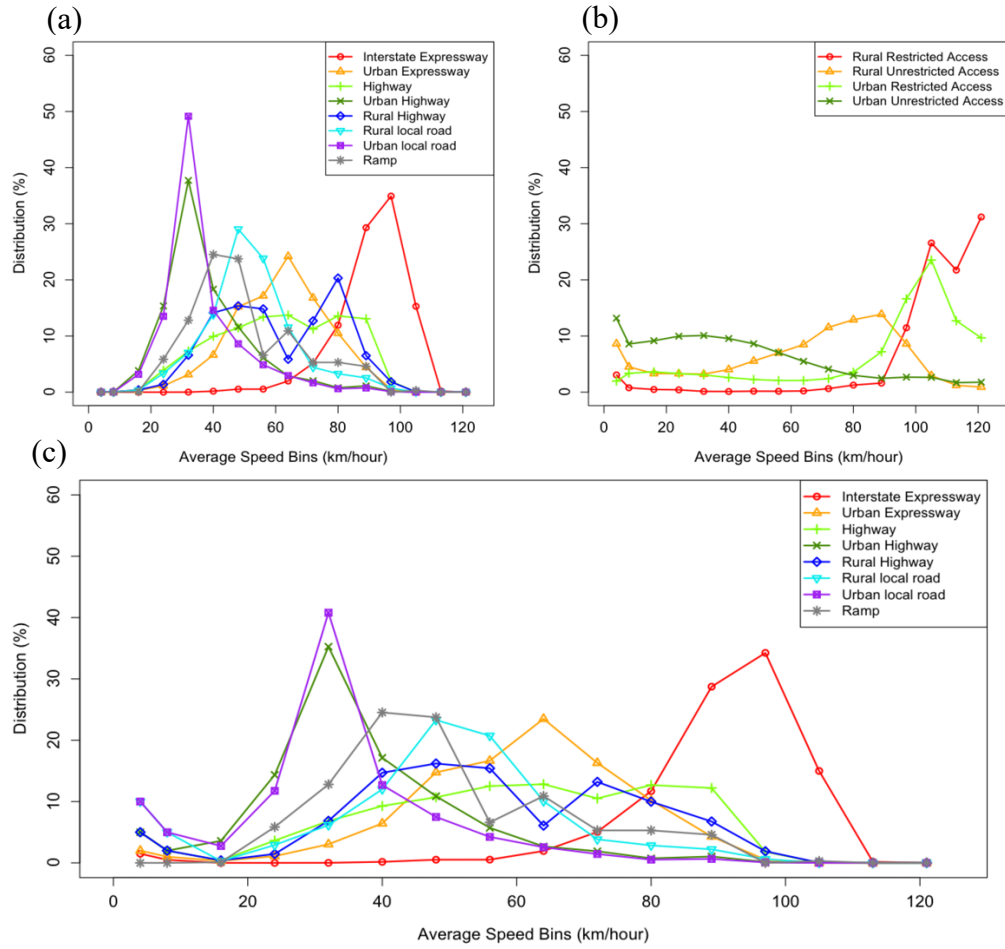 (a)
60
50
40
30
20
10
0
Distribution (%)
0 20 40 60 80 100 120
Average Speed Bins (km/hour)
Interstate Expressway
Urban Expressway
Highway
Urban Highway
Rural Highway
Rural local road
Urban local road
Ramp
(b)
60
50
40
30
20
10
0
Distribution (%)
0 20 40 60 80 100 120
Average Speed Bins (km/hour)
Rural Restricted Access
Rural Unrestricted Access
Urban Restricted Access
Urban Unrestricted Access
(c)
60
50
40
30
20
10
0
Distribution (%)
0 20 40 60 80 100 120
Average Speed Bins (km/hour)
Interstate Expressway
Urban Expressway
Highway
Urban Highway
Rural Highway
Rural local road
Urban local road
Ramp